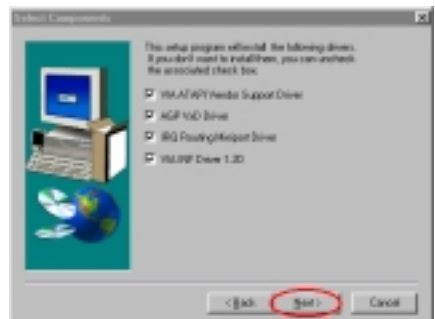 Select Components
This setup program will install the following drivers.
If you don't want to install them, you can uncheck
the associated check box.
VIA ATAPI Vendor Support Driver
AGP VxD Driver
IRQ Routing Miniport Driver
VIA INF Driver 1.30
< Back
Next >
Cancel